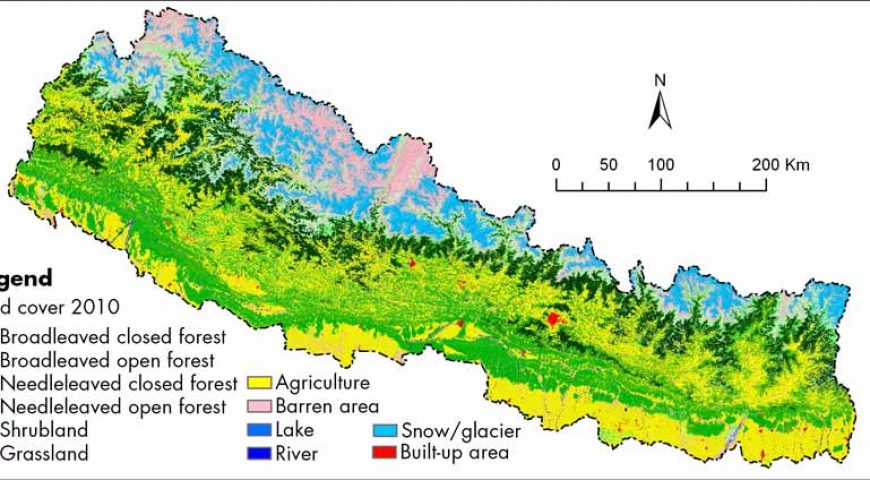 N
0 50 100 200 Km
gend
d cover 2010
Broadleaved closed forest
Broadleaved open forest
Needleleaved closed forest
Needleleaved open forest
Shrubland
Grassland
Agriculture
Barren area
Lake
River
Snow/glacier
Built-up area